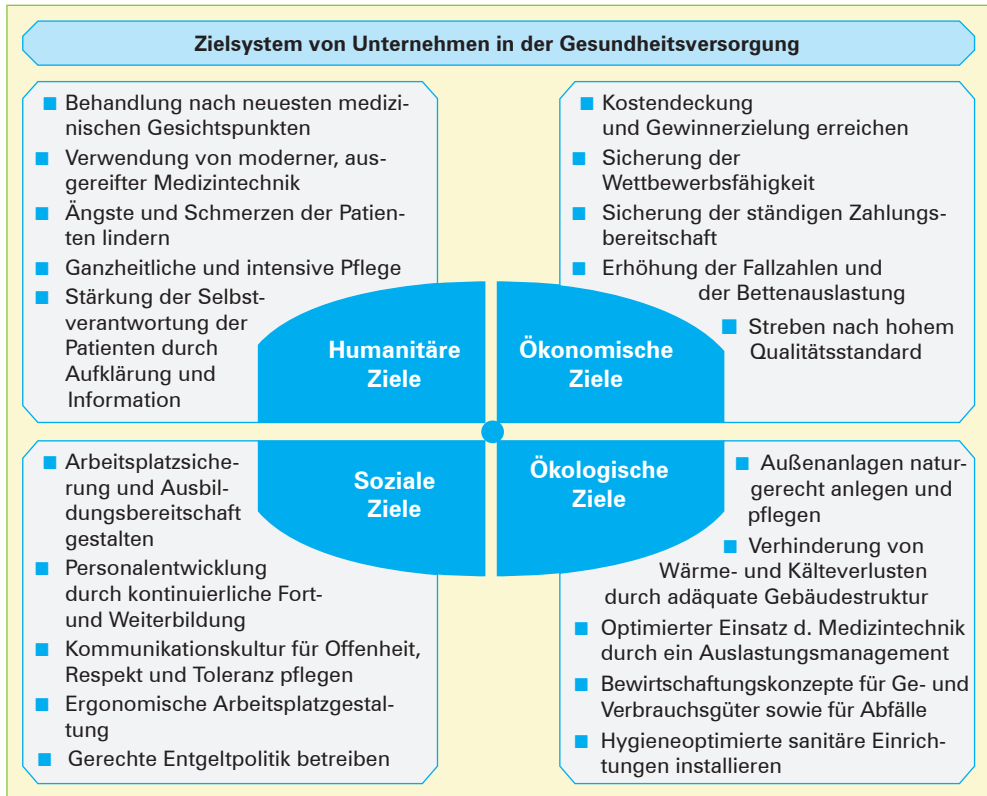 Zielsystem von Unternehmen in der Gesundheitsversorgung
■ Behandlung nach neuesten medizi-
nischen Gesichtspunkten
■ Verwendung von moderner, aus-
gereifter Medizintechnik
■ Ängste und Schmerzen der Patien-
ten lindern
■ Ganzheitliche und intensive Pflege
■ Stärkung der Selbst-
verantwortung der
Patienten durch
Aufklärung und
Information
Humanitäre
Ziele
■ Kostendeckung
und Gewinnerzielung erreichen
■ Sicherung der
Wettbewerbsfähigkeit
■ Sicherung der ständigen Zahlungs-
bereitschaft
■ Erhöhung der Fallzahlen und
der Bettenauslastung
■ Streben nach hohem
Qualitätsstandard
Ökonomische
Ziele
■ Arbeitsplatzsiche-
rung und Ausbil-
dungsbereitschaft
gestalten
■ Personalentwicklung
durch kontinuierliche Fort-
und Weiterbildung
■ Kommunikationskultur für Offenheit,
Respekt und Toleranz pflegen
■ Ergonomische Arbeitsplatzgestal-
tung
■ Gerechte Entgeltpolitik betreiben
Soziale
Ziele
Ökologische
Ziele
■ Außenanlagen natur-
gerecht anlegen und
pflegen
■ Verhinderung von
Wärme- und Kälteverlusten
durch adäquate Gebäudestruktur
■ Optimierter Einsatz d. Medizintechnik
durch ein Auslastungsmanagement
■ Bewirtschaftungskonzepte für Ge- und
Verbrauchsgüter sowie für Abfälle
■ Hygieneoptimierte sanitäre Einrich-
tungen installieren